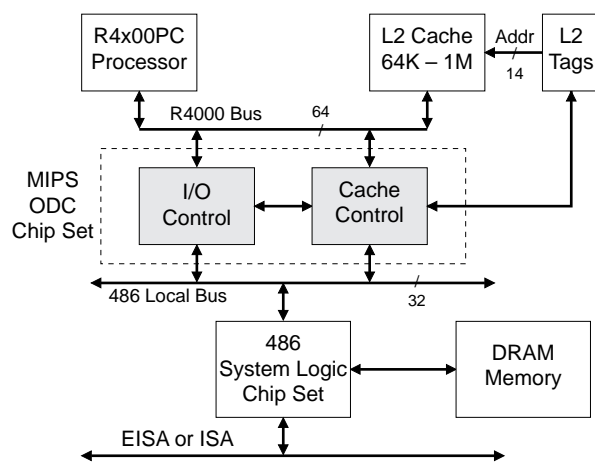 R4x00PC
Processor
L2 Cache
64K – 1M
Addr
14
L2
Tags
R4000 Bus
64
MIPS
ODC
Chip Set
I/O
Control
Cache
Control
486 Local Bus
32
486
System Logic
Chip Set
DRAM
Memory
EISA or ISA